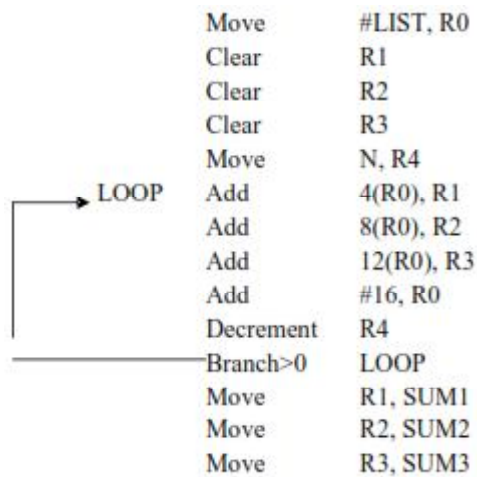 Move #LIST, R0
Clear R1
Clear R2
Clear R3
Move N, R4
LOOP Add 4(R0), R1
Add 8(R0), R2
Add 12(R0), R3
Add #16, R0
Decrement R4
Branch>0 LOOP
Move R1, SUM1
Move R2, SUM2
Move R3, SUM3